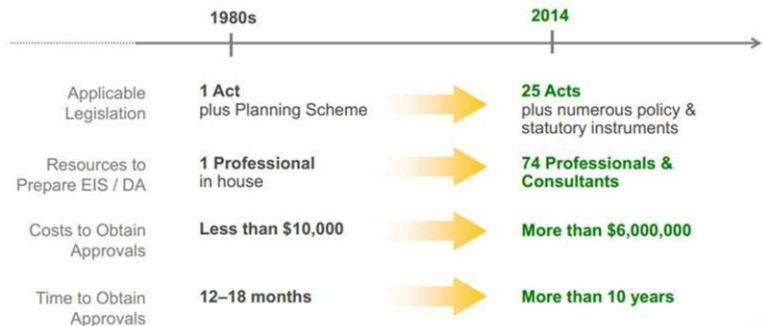 1980s
2014
Applicable
Legislation
1 Act
plus Planning Scheme
25 Acts
plus numerous policy &
statutory instruments
Resources to
Prepare EIS / DA
1 Professional
in house
74 Professionals &
Consultants
Costs to Obtain
Approvals
Less than $10,000
More than $6,000,000
Time to Obtain
Approvals
12–18 months
More than 10 years